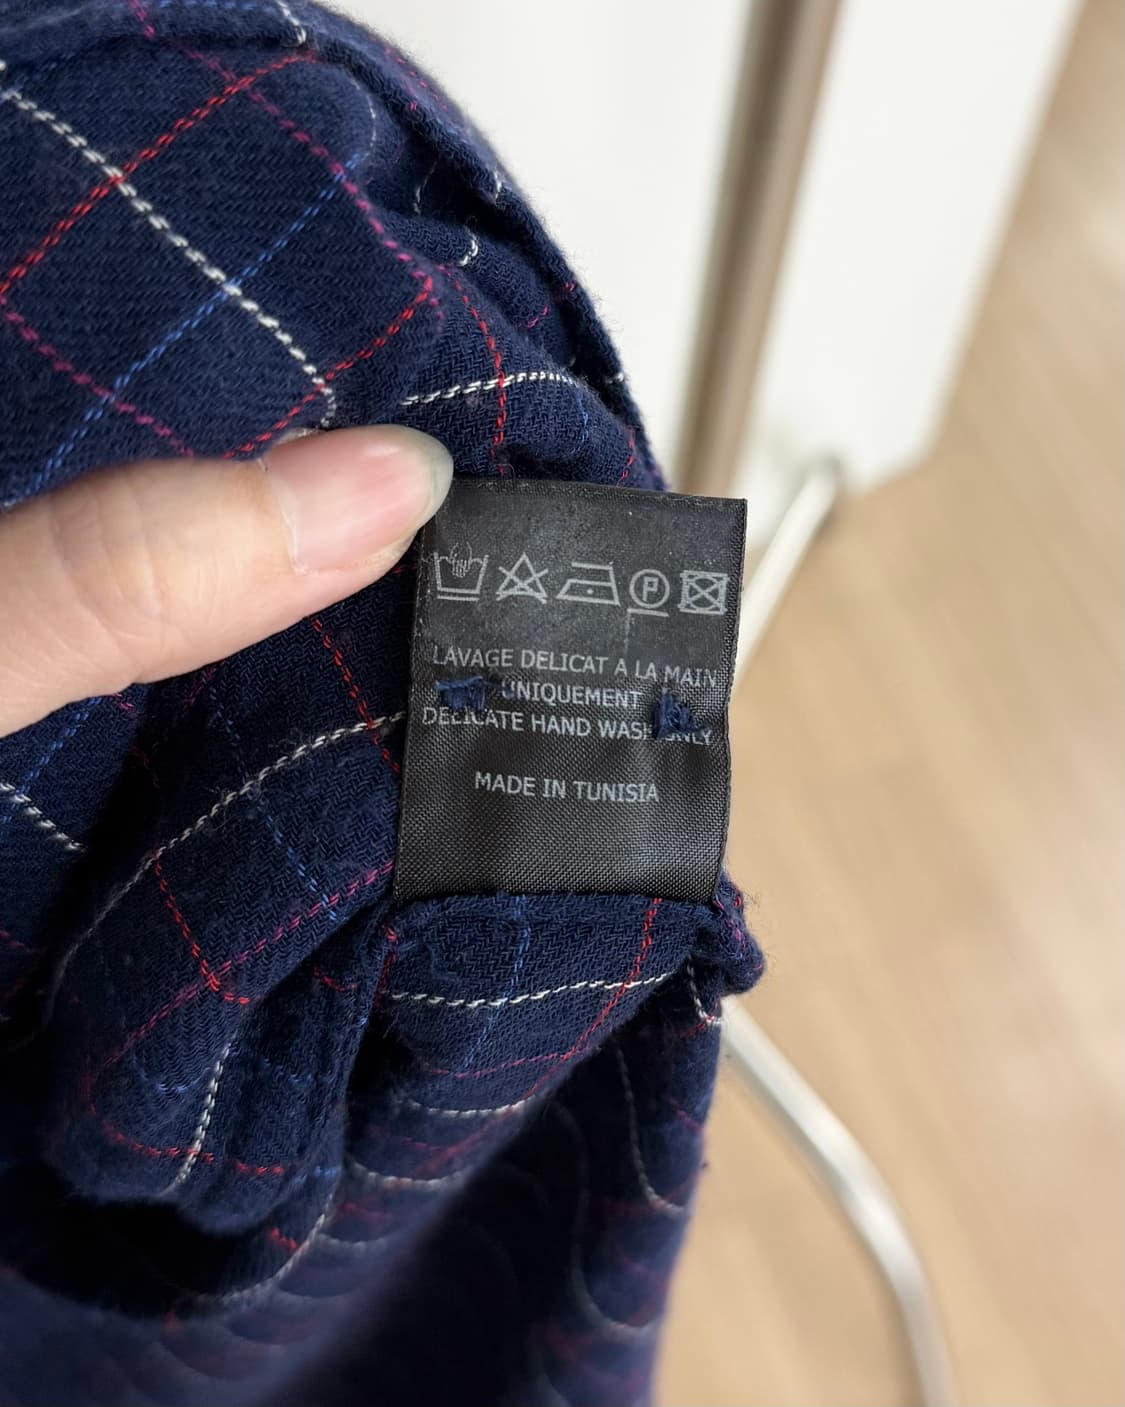 P
LAVAGE DELICAT A LA MAIN
UNIQUEMENT
DELICATE HAND WASH ONLY
MADE IN TUNISIA